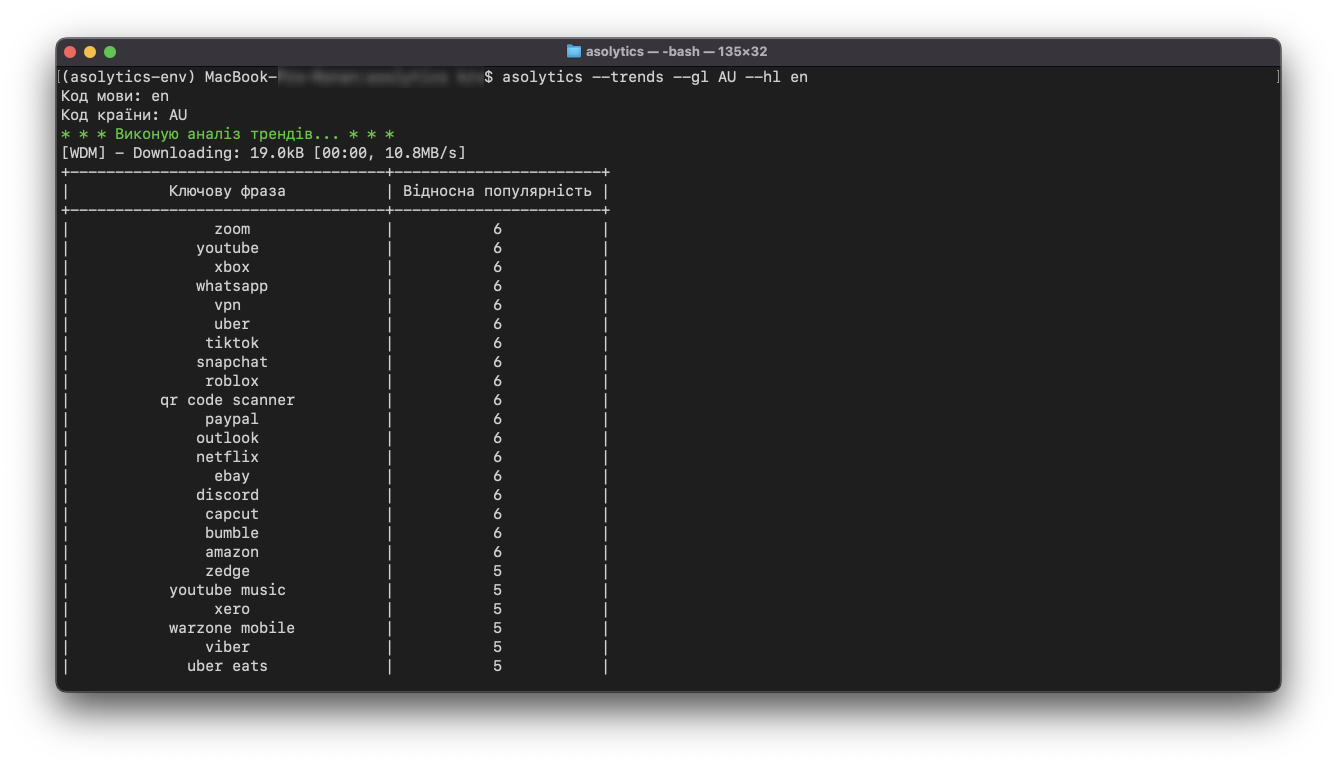 asolytics — -bash — 135×32
(asolytics-env) MacBook- $ asolytics --trends --gl AU --hl en
Код мови: en
Код країни: AU
* * * Виконую аналіз трендів... * * *
[WDM] - Downloading: 19.0kB [00:00, 10.8MB/s]
+-----------------------------------+-----------------------+
| Ключову фраза | Відносна популярність |
+-----------------------------------+-----------------------+
| zoom | 6 |
| youtube | 6 |
| xbox | 6 |
| whatsapp | 6 |
| vpn | 6 |
| uber | 6 |
| tiktok | 6 |
| snapchat | 6 |
| roblox | 6 |
| qr code scanner | 6 |
| paypal | 6 |
| outlook | 6 |
| netflix | 6 |
| ebay | 6 |
| discord | 6 |
| capcut | 6 |
| bumble | 6 |
| amazon | 6 |
| zedge | 5 |
| youtube music | 5 |
| xero | 5 |
| warzone mobile | 5 |
| viber | 5 |
| uber eats | 5 |